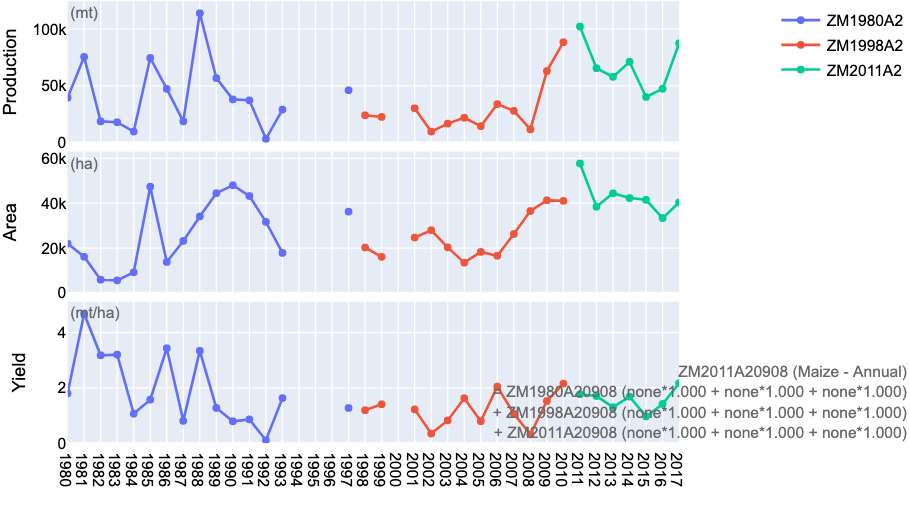 (mt)
Production
100k
50k
0
ZM1980A2
ZM1998A2
ZM2011A2
(ha)
Area
60k
40k
20k
0
(mt/ha)
Yield
4
2
0
ZM2011A20908 (Maize - Annual)
= ZM1980A20908 (none*1.000 + none*1.000 + none*1.000)
+ ZM1998A20908 (none*1.000 + none*1.000 + none*1.000)
+ ZM2011A20908 (none*1.000 + none*1.000 + none*1.000)
1980
1981
1982
1983
1984
1985
1986
1987
1988
1989
1990
1991
1992
1993
1994
1995
1996
1997
1998
1999
2000
2001
2002
2003
2004
2005
2006
2007
2008
2009
2010
2011
2012
2013
2014
2015
2016
2017